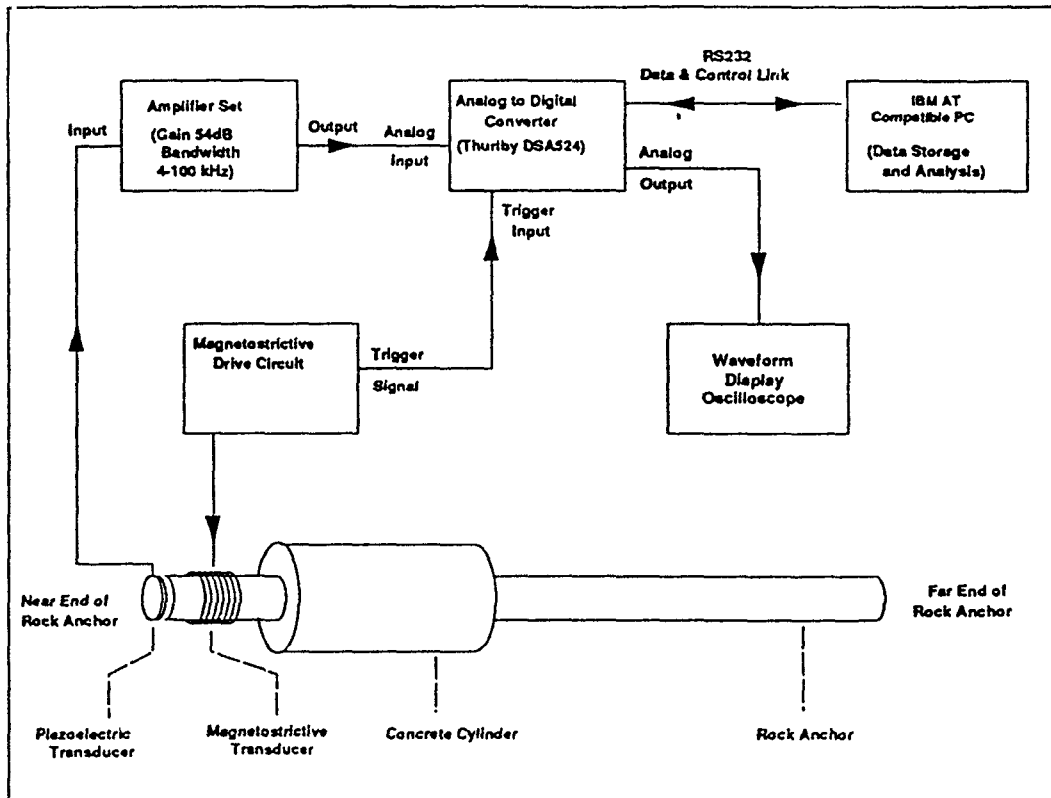 RS232
Data & Control Link
Amplifier Set
(Gain 54dB
Bandwidth
4-100 kHz)
Input
Output
Analog
Input
Analog to Digital
Converter
(Thurlby DSA524)
IBM AT
Compatible PC
(Data Storage
and Analysis)
Analog
Output
Trigger
Input
Magnetostrictive
Drive Circuit
Trigger
Signal
Waveform
Display
Oscilloscope
Near End of
Rock Anchor
Far End of
Rock Anchor
Piezoelectric
Transducer
Magnetostrictive
Transducer
Concrete Cylinder
Rock Anchor